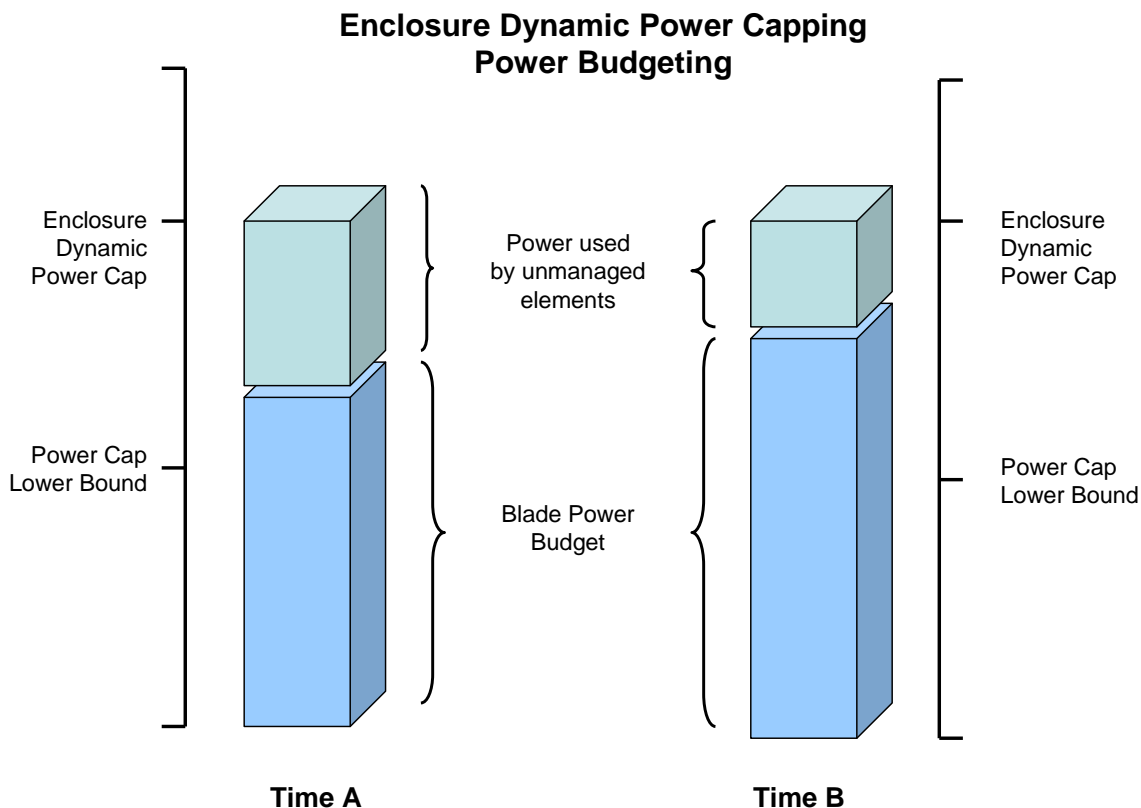 Enclosure Dynamic Power Capping
Power Budgeting
Enclosure
Dynamic
Power Cap
Power used
by unmanaged
elements
Enclosure
Dynamic
Power Cap
Power Cap
Lower Bound
Blade Power
Budget
Power Cap
Lower Bound
Time A
Time B